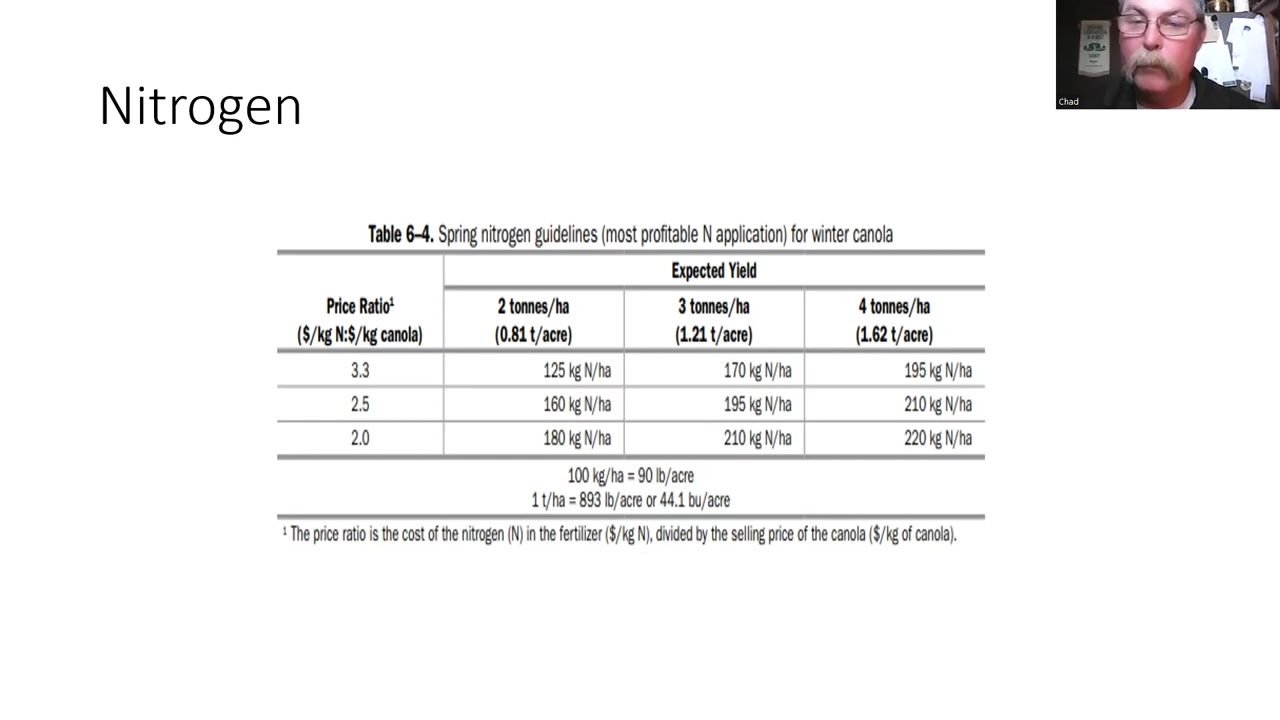 Nitrogen
Chad
Table 6–4. Spring nitrogen guidelines (most profitable N application) for winter canola
Price Ratio¹
($/kg N:$/kg canola)
Expected Yield
2 tonnes/ha
(0.81 t/acre)
3 tonnes/ha
(1.21 t/acre)
4 tonnes/ha
(1.62 t/acre)
3.3 125 kg N/ha 170 kg N/ha 195 kg N/ha
2.5 160 kg N/ha 195 kg N/ha 210 kg N/ha
2.0 180 kg N/ha 210 kg N/ha 220 kg N/ha
100 kg/ha = 90 lb/acre
1 t/ha = 893 lb/acre or 44.1 bu/acre
¹ The price ratio is the cost of the nitrogen (N) in the fertilizer ($/kg N), divided by the selling price of the canola ($/kg of canola).